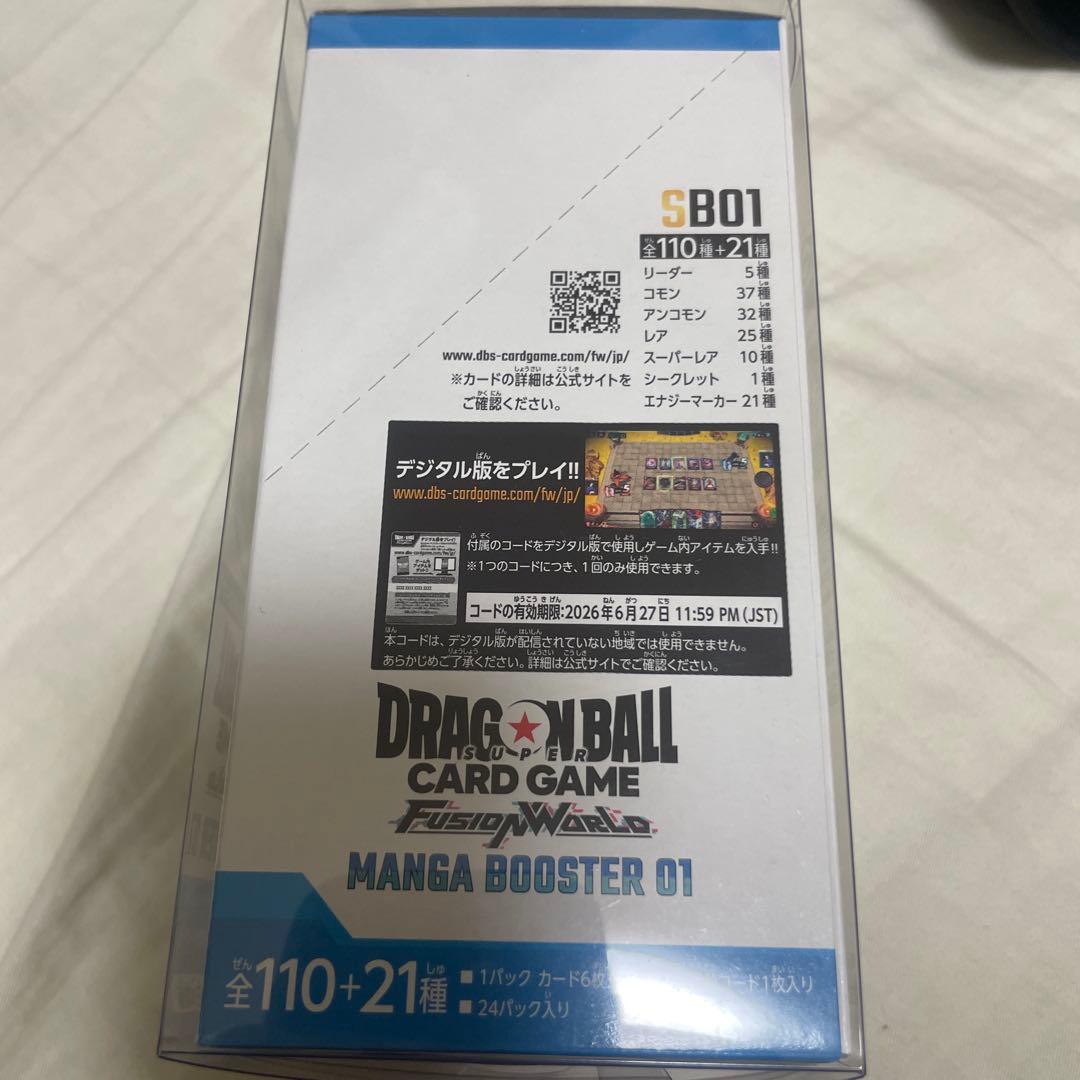 SB01
全110種+21種
リーダー 5種
コモン 37種
アンコモン 32種
レア 25種
スーパーレア 10種
シークレット 1種
エナジーマーカー 21種
www.dbs-cardgame.com/fw/jp/
※カードの詳細は公式サイトを
ご確認ください。
デジタル版をプレイ!!
www.dbs-cardgame.com/fw/jp/
付属のコードをデジタル版で使用しゲーム内アイテムを入手!!
※1つのコードにつき、1回のみ使用できます。
コードの有効期限:2026年6月27日 11:59 PM (JST)
本コードは、デジタル版が配信されていない地域では使用できません。
あらかじめご了承ください。詳細は公式サイトでご確認ください。
DRAGON BALL
SUPER
CARD GAME
FUSION WORLD
MANGA BOOSTER 01
全110+21種
■ 1パック カード6枚 コード1枚入り
■ 24パック入り